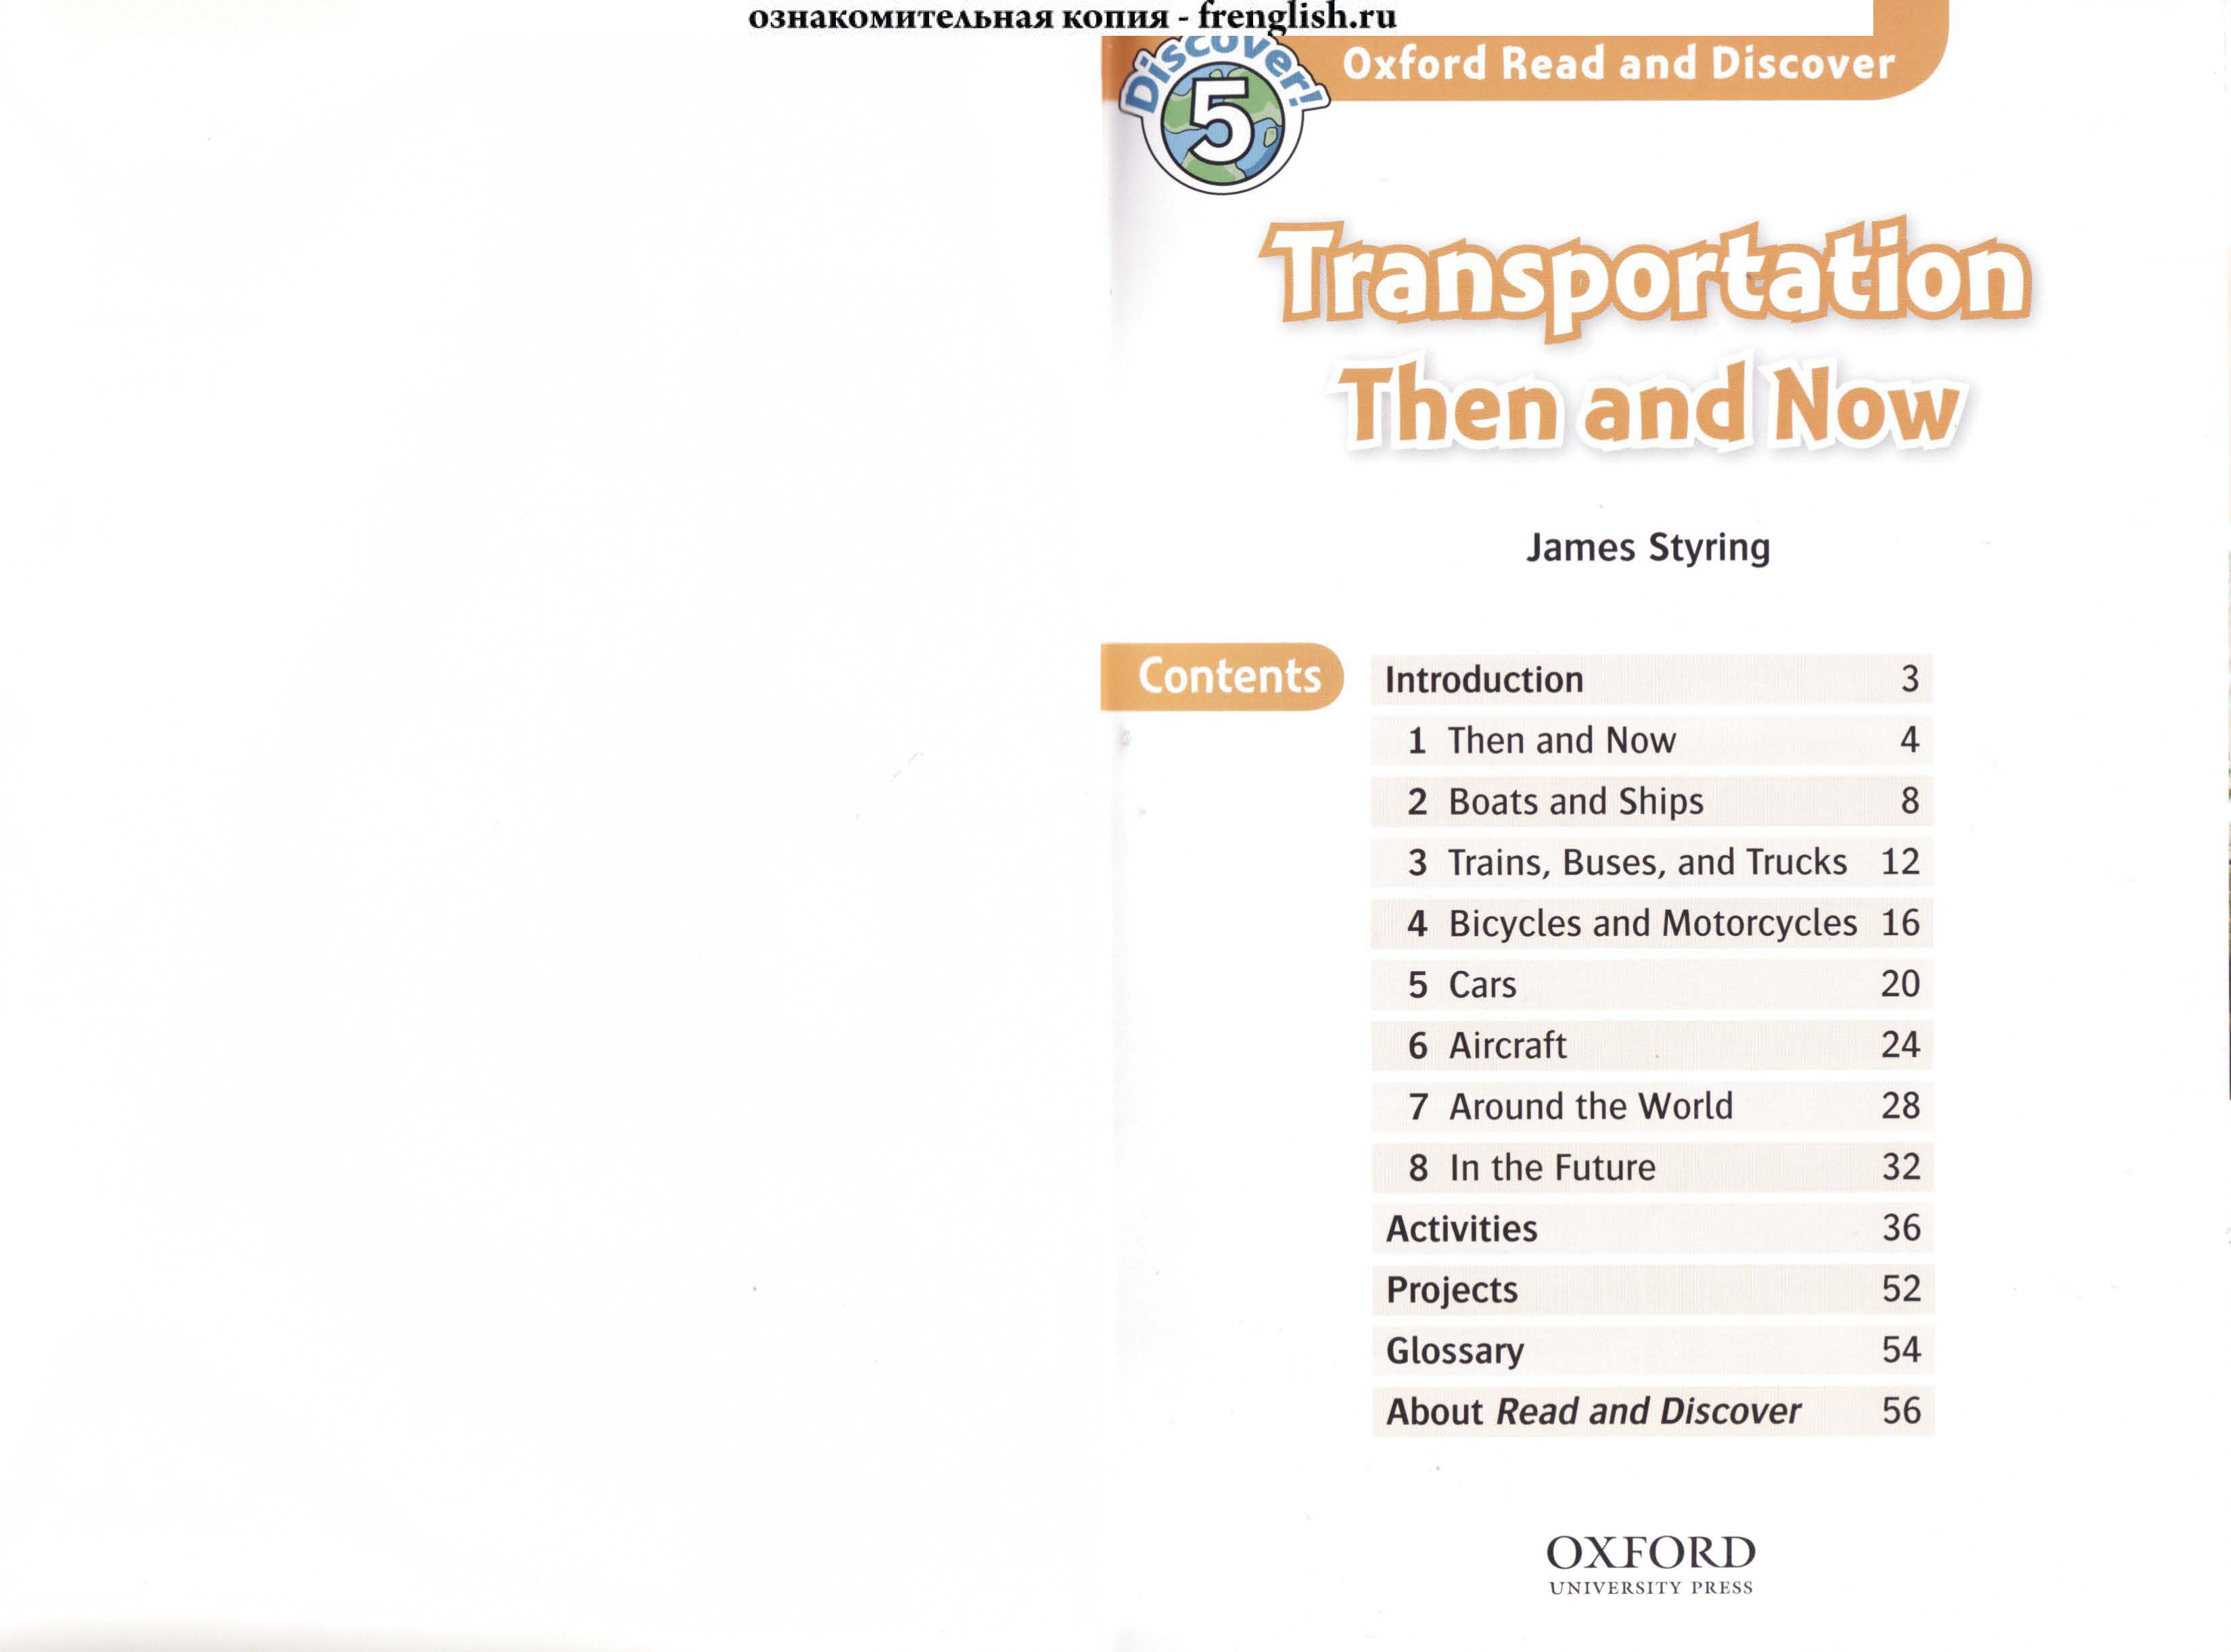 ознакомительная копия - frenglish.ru
Discover!
5
Oxford Read and Discover
Transportation
Then and Now
James Styring
Contents
Introduction 3
1 Then and Now 4
2 Boats and Ships 8
3 Trains, Buses, and Trucks 12
4 Bicycles and Motorcycles 16
5 Cars 20
6 Aircraft 24
7 Around the World 28
8 In the Future 32
Activities 36
Projects 52
Glossary 54
About Read and Discover 56
OXFORD
UNIVERSITY PRESS